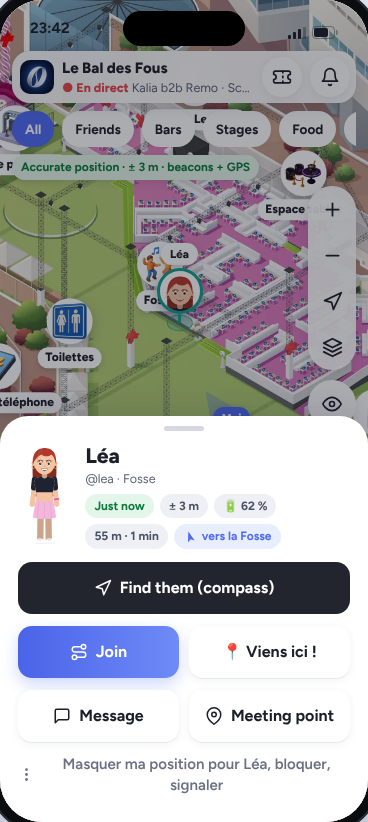 23:42
Le Bal des Fous
En direct Kalia b2b Remo · Sc...
All
Friends
Bars
Stages
Food
Accurate position · ± 3 m · beacons + GPS
Léa
Espace
Toilettes
téléphone
Léa
@lea · Fosse
Just now
± 3 m
62 %
55 m · 1 min
vers la Fosse
Find them (compass)
Join
Viens ici !
Message
Meeting point
Masquer ma position pour Léa, bloquer,
signaler